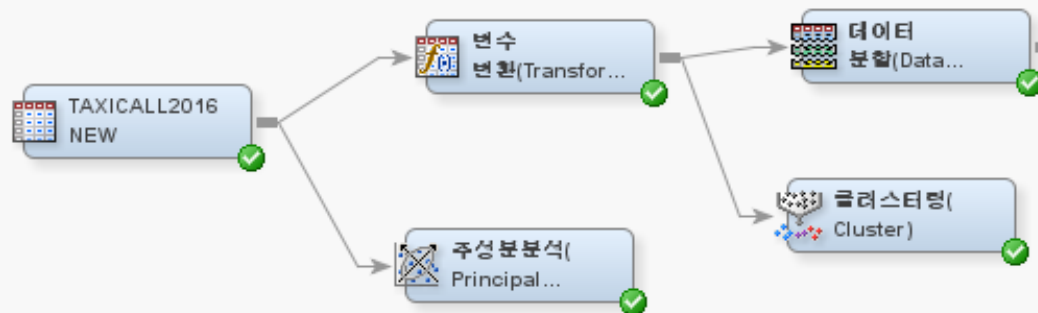 변수
변환(Transfor...
데이터
분할(Data...
TAXICALL2016
NEW
클러스터링(
Cluster)
주성분분석(
Principal...